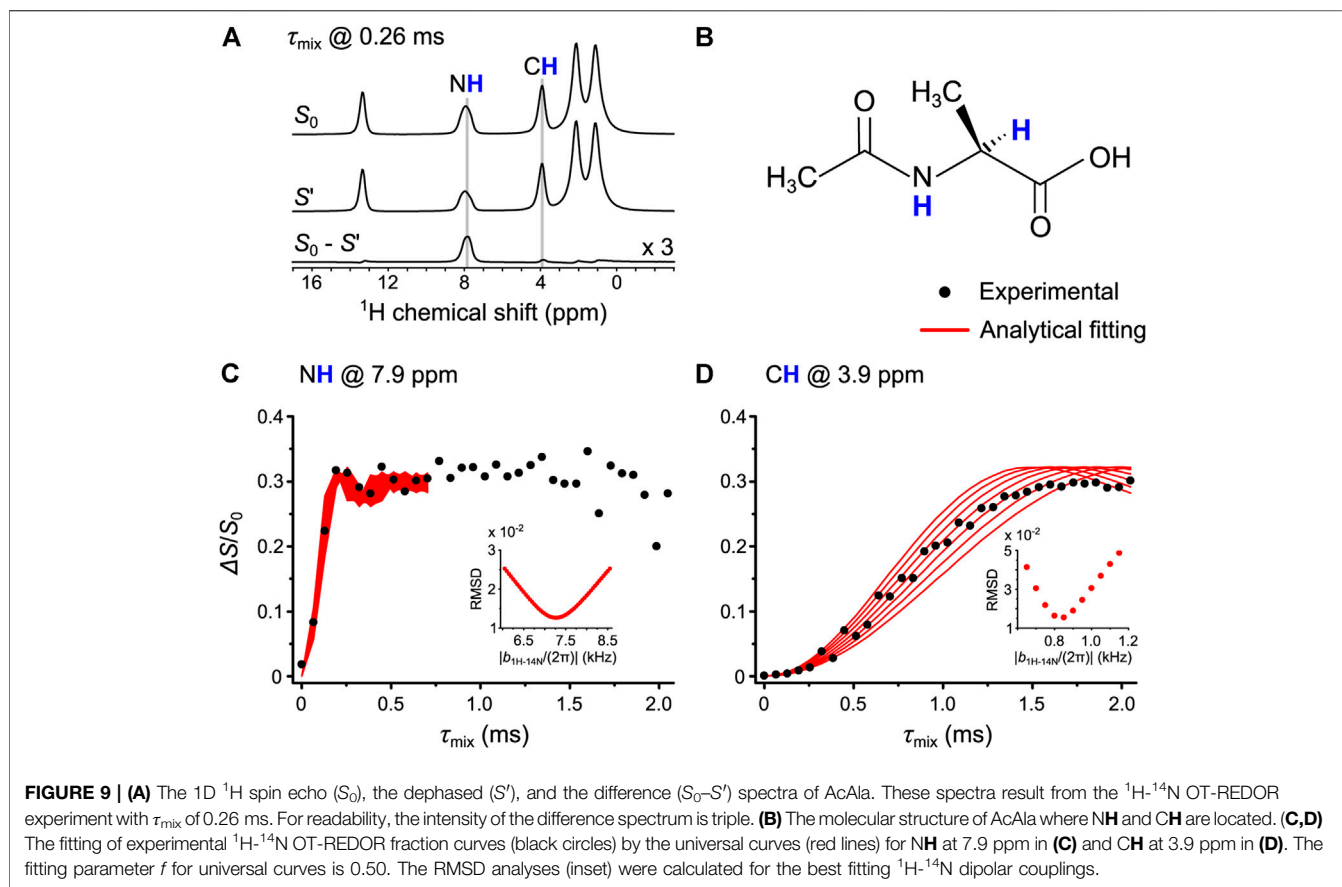 A
τmix @ 0.26 ms
NH
CH
S0
S'
S0 - S'
x 3
16 12 8 4 0
¹H chemical shift (ppm)
B
O
H3C
H
H3C
N
H
OH
O
Experimental
Analytical fitting
C NH @ 7.9 ppm
0.4
0.3
0.2
0.1
0
ΔS/S0
0 0.5 1.0 1.5 2.0
τmix (ms)
x 10⁻²
3
2
1
RMSD
6.5 7.5 8.5
|b1H-14N/(2π)| (kHz)
D CH @ 3.9 ppm
0.4
0.3
0.2
0.1
0
0 0.5 1.0 1.5 2.0
τmix (ms)
x 10⁻²
5
3
1
RMSD
0.8 1.0 1.2
|b1H-14N/(2π)| (kHz)
FIGURE 9 | (A) The 1D ¹H spin echo (S0), the dephased (S′), and the difference (S0–S′) spectra of AcAla. These spectra result from the ¹H-¹⁴N OT-REDOR
experiment with τmix of 0.26 ms. For readability, the intensity of the difference spectrum is triple. (B) The molecular structure of AcAla where NH and CH are located. (C,D)
The fitting of experimental ¹H-¹⁴N OT-REDOR fraction curves (black circles) by the universal curves (red lines) for NH at 7.9 ppm in (C) and CH at 3.9 ppm in (D). The
fitting parameter f for universal curves is 0.50. The RMSD analyses (inset) were calculated for the best fitting ¹H-¹⁴N dipolar couplings.